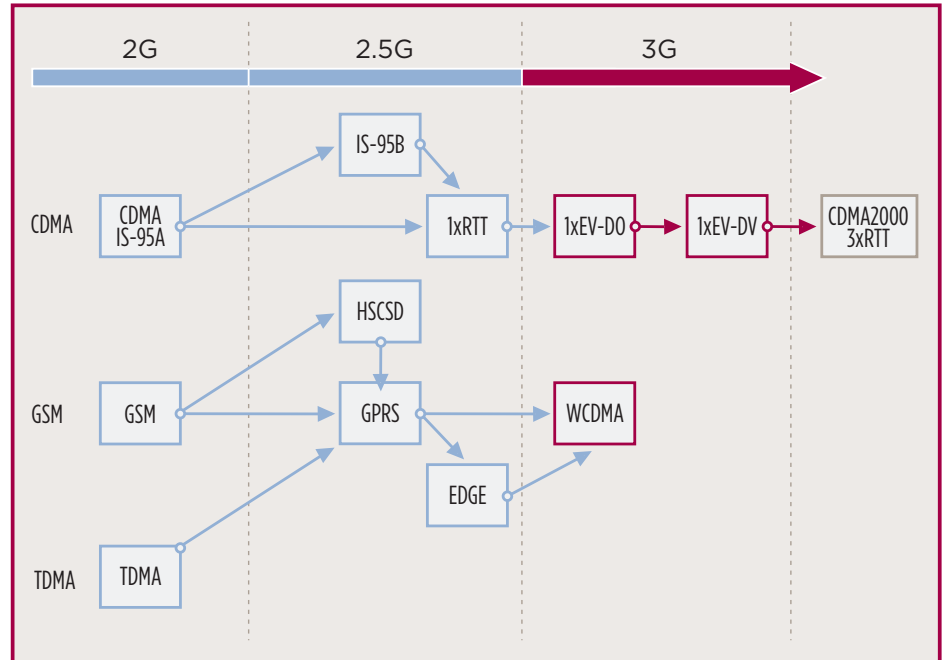 2G 2.5G 3G
IS-95B
CDMA
CDMA
IS-95A
1xRTT
1xEV-DO
1xEV-DV
CDMA2000
3xRTT
HSCSD
GSM
GSM
GPRS
WCDMA
EDGE
TDMA
TDMA